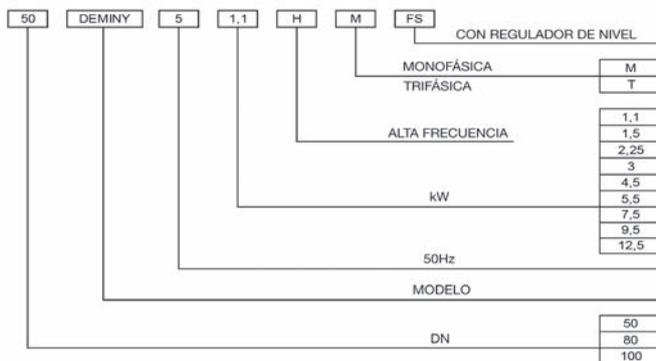 50 DEMINY 5 1,1 H M FS
CON REGULADOR DE NIVEL
MONOFÁSICA M
TRIFÁSICA T
ALTA FRECUENCIA
1,1
1,5
2,25
3
4,5
kW 5,5
7,5
9,5
12,5
50Hz
MODELO
50
DN 80
100